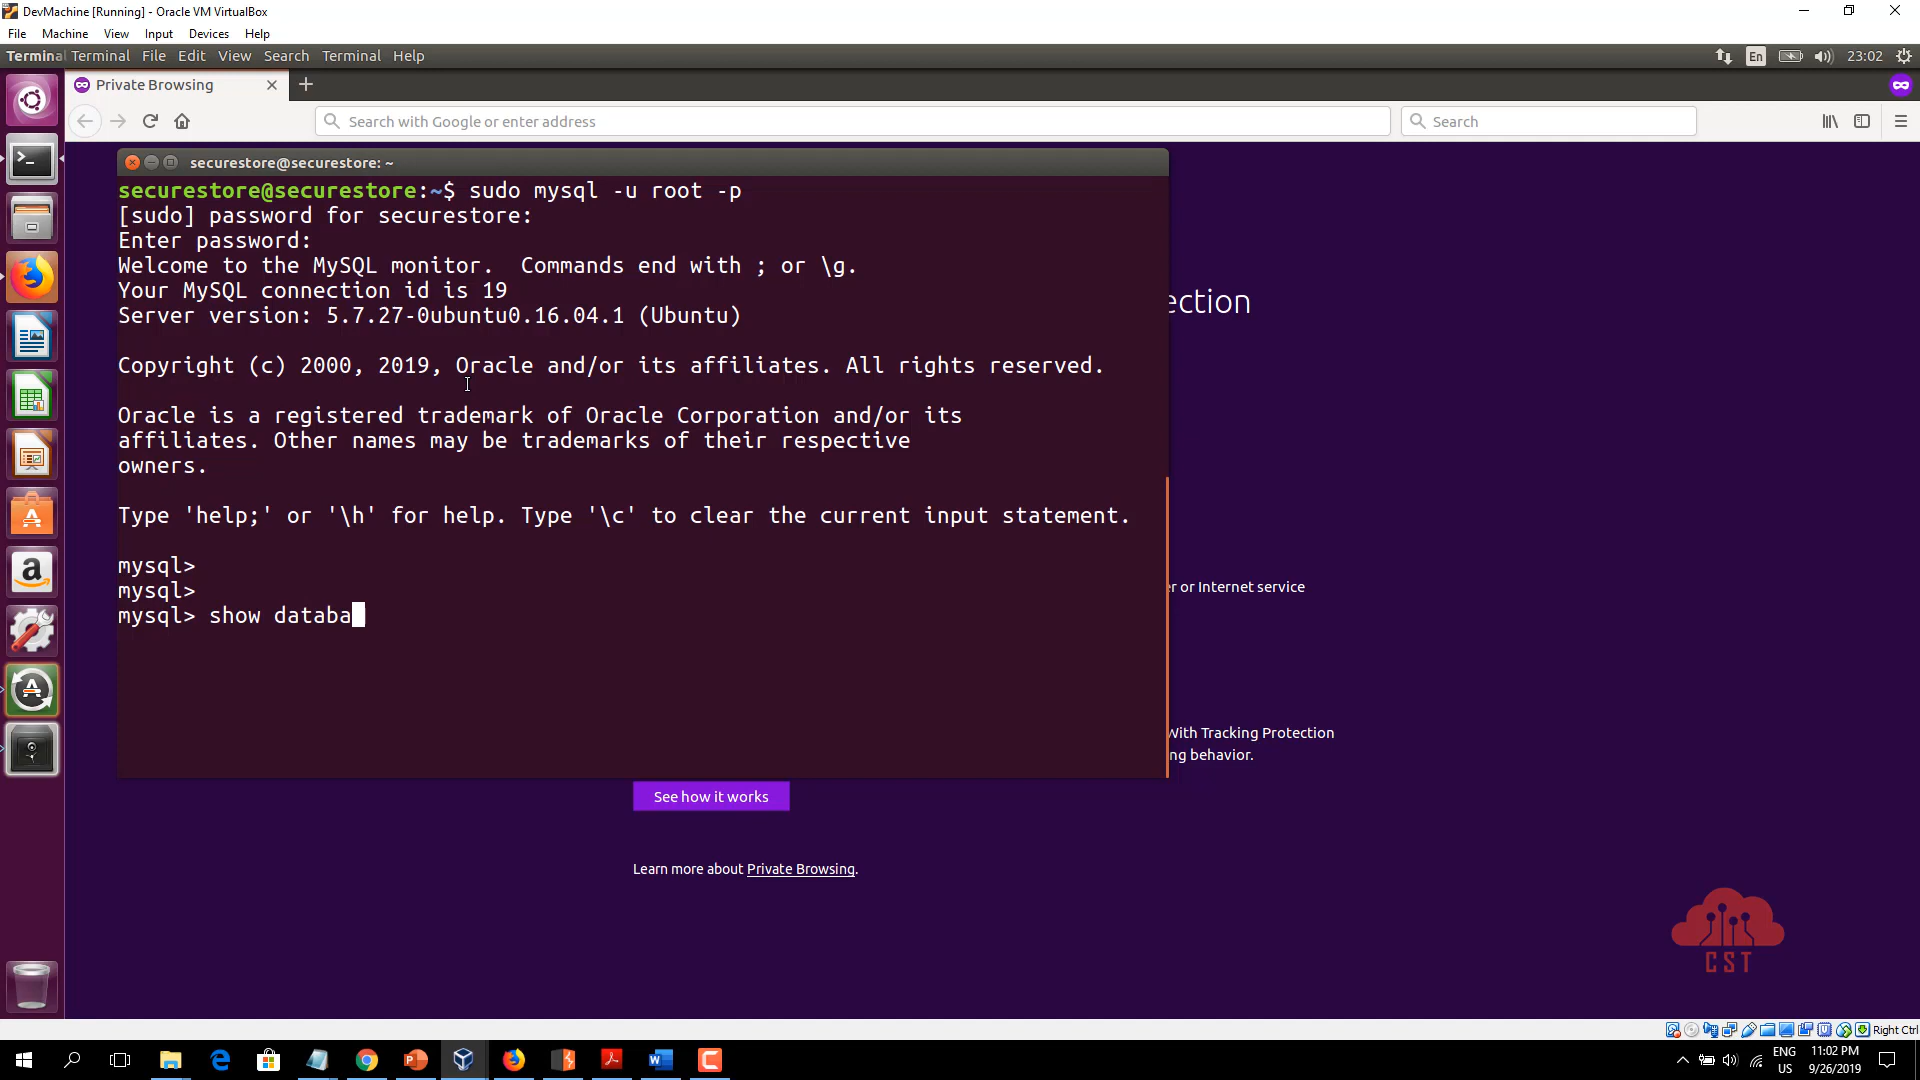 DevMachine [Running] - Oracle VM VirtualBox
File Machine View Input Devices Help
Terminal Terminal File Edit View Search Terminal Help
En 23:02
Private Browsing
Search with Google or enter address
Search
securestore@securestore: ~
securestore@securestore:~$ sudo mysql -u root -p
[sudo] password for securestore:
Enter password:
Welcome to the MySQL monitor.  Commands end with ; or \g.
Your MySQL connection id is 19
Server version: 5.7.27-0ubuntu0.16.04.1 (Ubuntu)
Copyright (c) 2000, 2019, Oracle and/or its affiliates. All rights reserved.
Oracle is a registered trademark of Oracle Corporation and/or its
affiliates. Other names may be trademarks of their respective
owners.
Type 'help;' or '\h' for help. Type '\c' to clear the current input statement.
mysql>
mysql>
mysql> show databa
ection
er or Internet service
With Tracking Protection
ng behavior.
See how it works
Learn more about Private Browsing.
CST
Right Ctrl
ENG
US
11:02 PM
9/26/2019